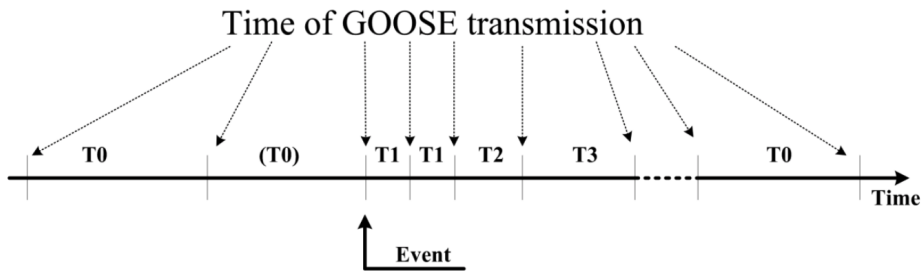 Time of GOOSE transmission
T0 (T0) T1 T1 T2 T3 T0
Time
Event